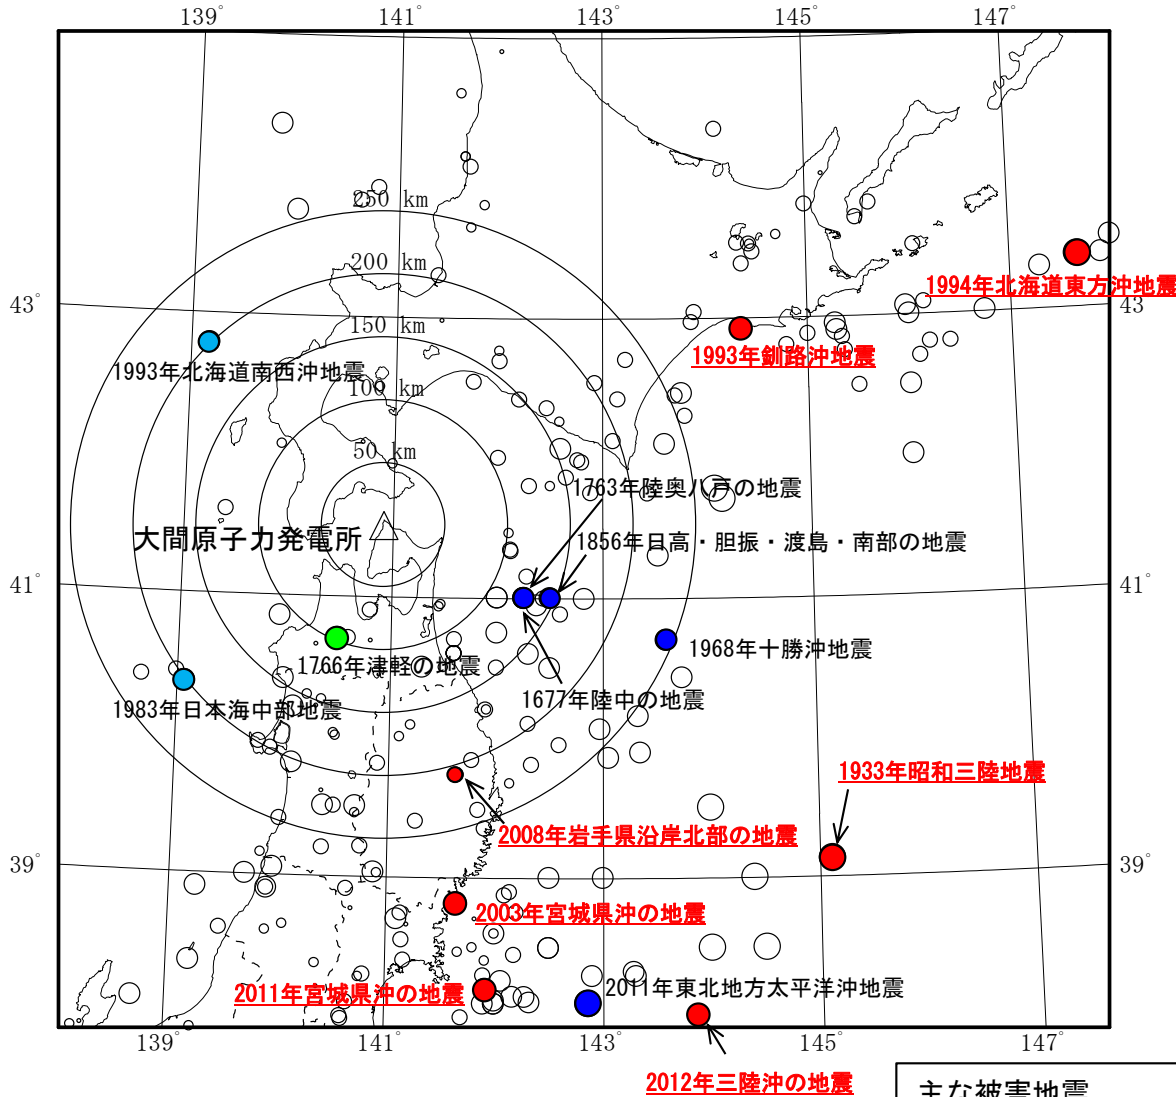 139° 141° 143° 145° 147°
250 km
200 km
1994年北海道東方沖地震
43° 43°
150 km
1993年釧路沖地震
1993年北海道南西沖地震
100 km
50 km
1763年陸奥八戸の地震
大間原子力発電所
1856年日高・胆振・渡島・南部の地震
41° 41°
1968年十勝沖地震
1766年津軽の地震
1677年陸中の地震
1983年日本海中部地震
1933年昭和三陸地震
2008年岩手県沿岸北部の地震
39° 39°
2003年宮城県沖の地震
2011年宮城県沖の地震
2011年東北地方太平洋沖地震
139° 141° 143° 145° 147°
2012年三陸沖の地震
主な被害地震